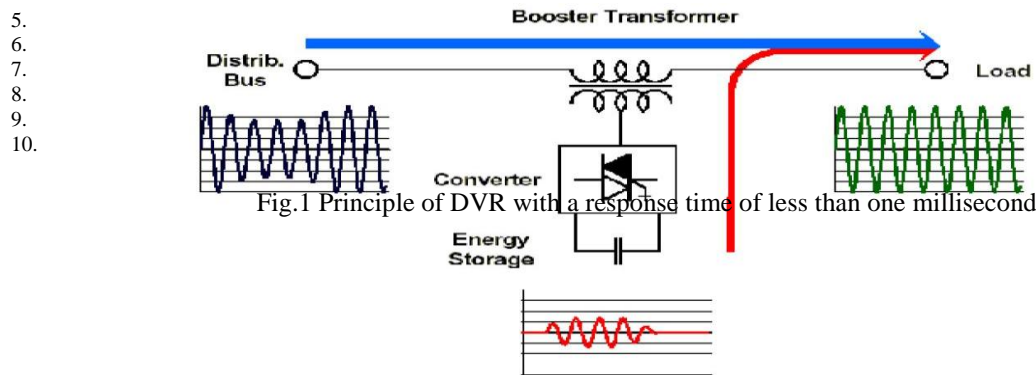 5.
6.
7.
8.
9.
10.
Booster Transformer
Distrib.
Bus
Load
Converter
Fig.1 Principle of DVR with a response time of less than one millisecond
Energy
Storage